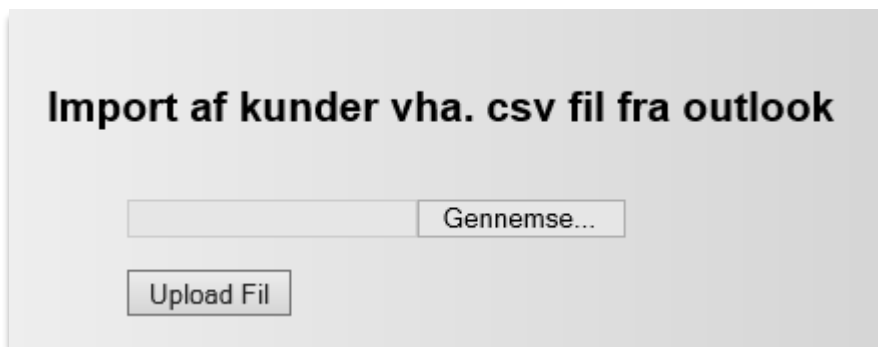 Import af kunder vha. csv fil fra outlook
Gennemse...
Upload Fil